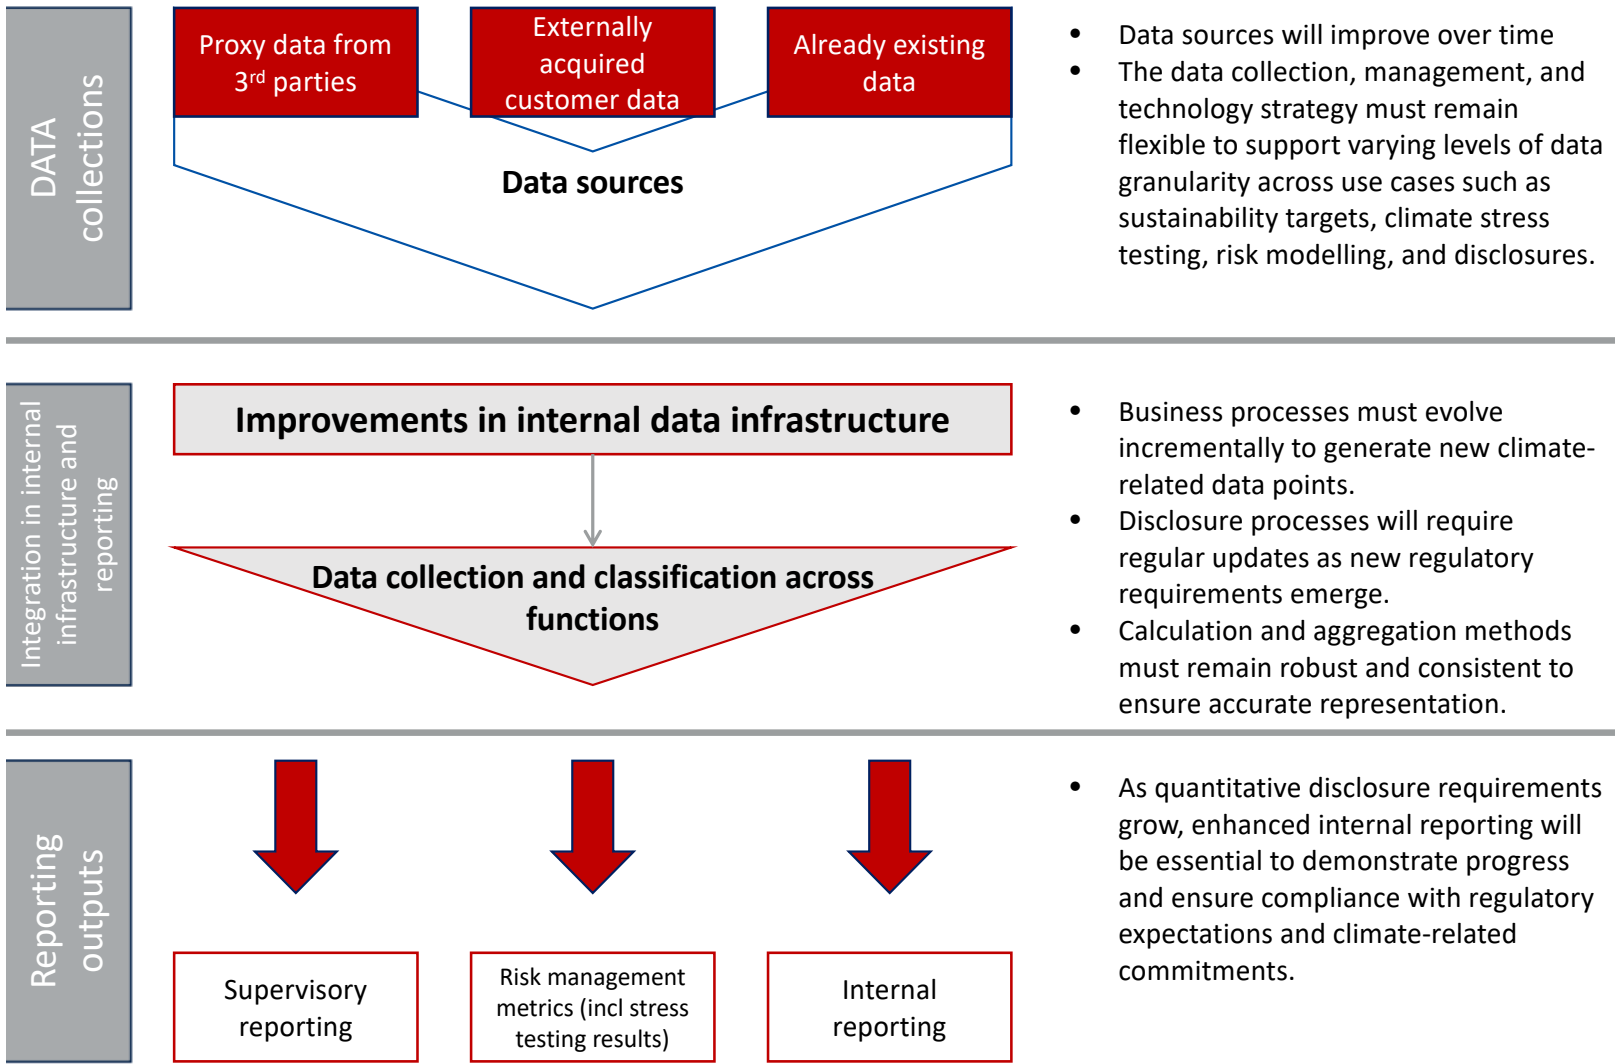 DATA
collections
Proxy data from
3rd parties
Externally
acquired
customer data
Already existing
data
Data sources
• Data sources will improve over time
• The data collection, management, and
technology strategy must remain
flexible to support varying levels of data
granularity across use cases such as
sustainability targets, climate stress
testing, risk modelling, and disclosures.
Integration in internal
infrastructure and
reporting
Improvements in internal data infrastructure
Data collection and classification across
functions
• Business processes must evolve
incrementally to generate new climate-
related data points.
• Disclosure processes will require
regular updates as new regulatory
requirements emerge.
• Calculation and aggregation methods
must remain robust and consistent to
ensure accurate representation.
Reporting
outputs
Supervisory
reporting
Risk management
metrics (incl stress
testing results)
Internal
reporting
• As quantitative disclosure requirements
grow, enhanced internal reporting will
be essential to demonstrate progress
and ensure compliance with regulatory
expectations and climate-related
commitments.